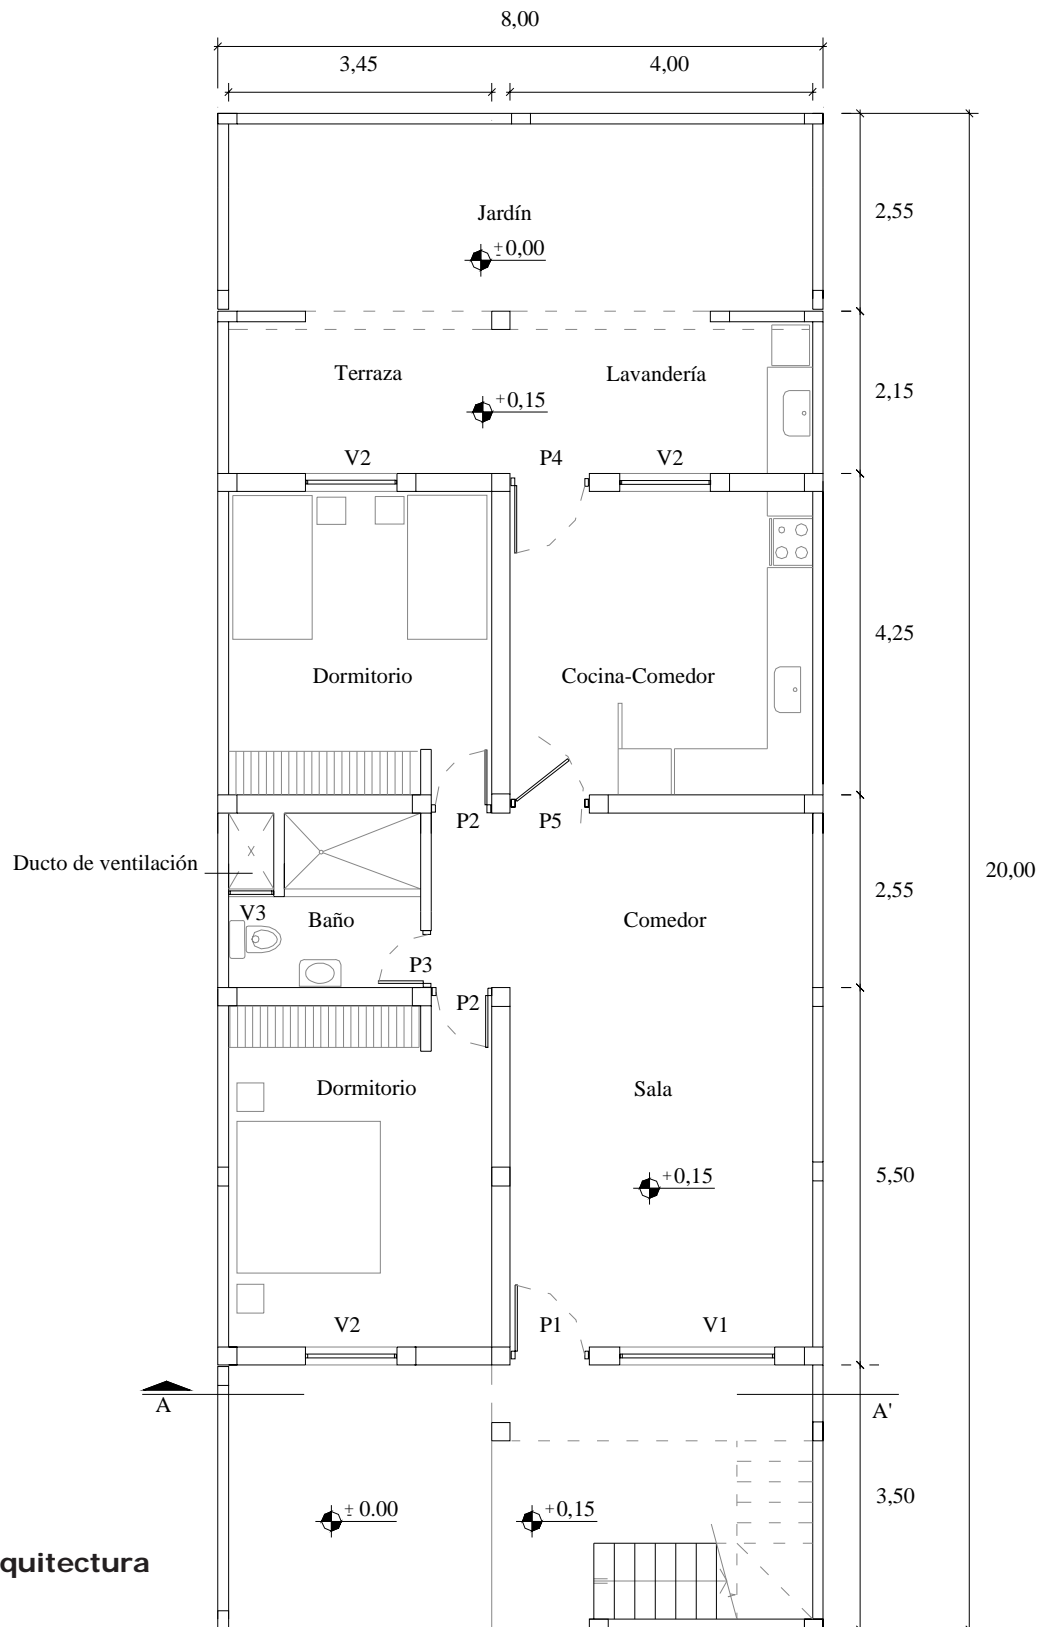 8,00
3,45
4,00
2,55
Jardín
±0,00
Terraza
Lavandería
2,15
+0,15
V2
P4
V2
4,25
Dormitorio
Cocina-Comedor
P2
P5
Ducto de ventilación
20,00
2,55
V3
Baño
Comedor
P3
P2
Dormitorio
Sala
+0,15
5,50
V2
P1
V1
A
A'
3,50
± 0.00
+0,15
quitectura